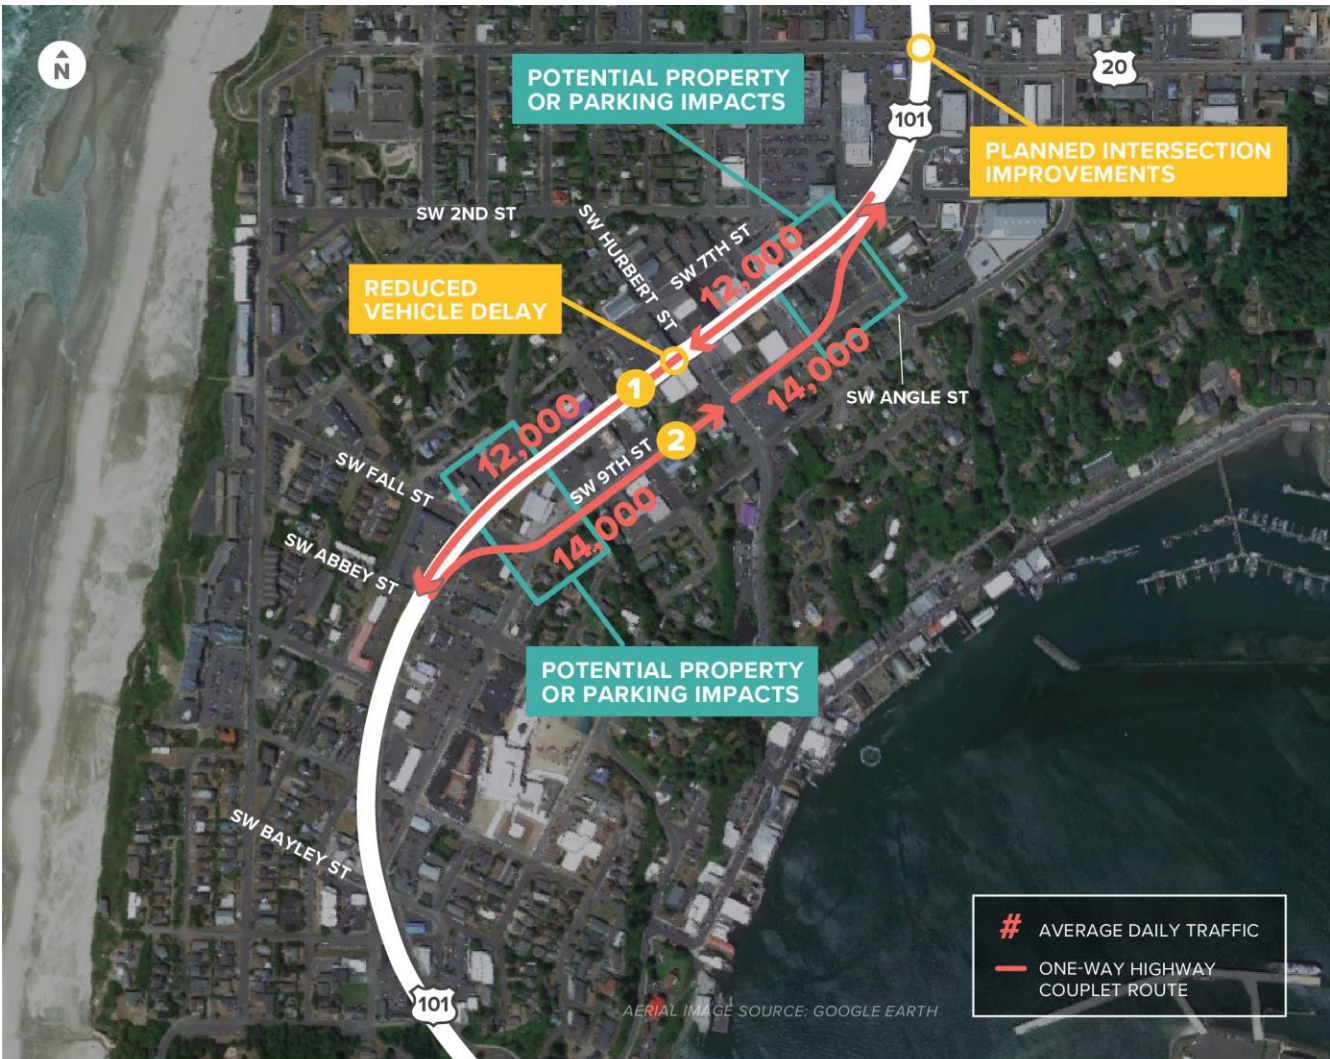 N
POTENTIAL PROPERTY
OR PARKING IMPACTS
20
101
PLANNED INTERSECTION
IMPROVEMENTS
SW 2ND ST
SW HURBERT ST
SW 7TH ST
12,000
REDUCED
VEHICLE DELAY
1
14,000
SW ANGLE ST
12,000
2
SW 9TH ST
SW FALL ST
14,000
SW ABBEY ST
POTENTIAL PROPERTY
OR PARKING IMPACTS
SW BAYLEY ST
101
# AVERAGE DAILY TRAFFIC
ONE-WAY HIGHWAY
COUPLET ROUTE
AERIAL IMAGE SOURCE: GOOGLE EARTH